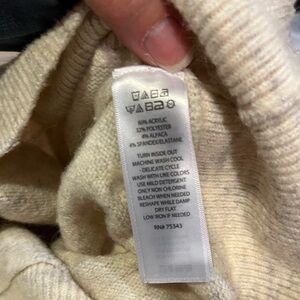 60% ACRYLIC
32% POLYESTER
4% ALPACA
4% SPANDEX/ELASTANE
TURN INSIDE OUT
MACHINE WASH COOL
- DELICATE CYCLE
WASH WITH LIKE COLORS
USE MILD DETERGENT
ONLY NON CHLORINE
BLEACH WHEN NEEDED
RESHAPE WHILE DAMP
DRY FLAT
LOW IRON IF NEEDED
RN# 75343